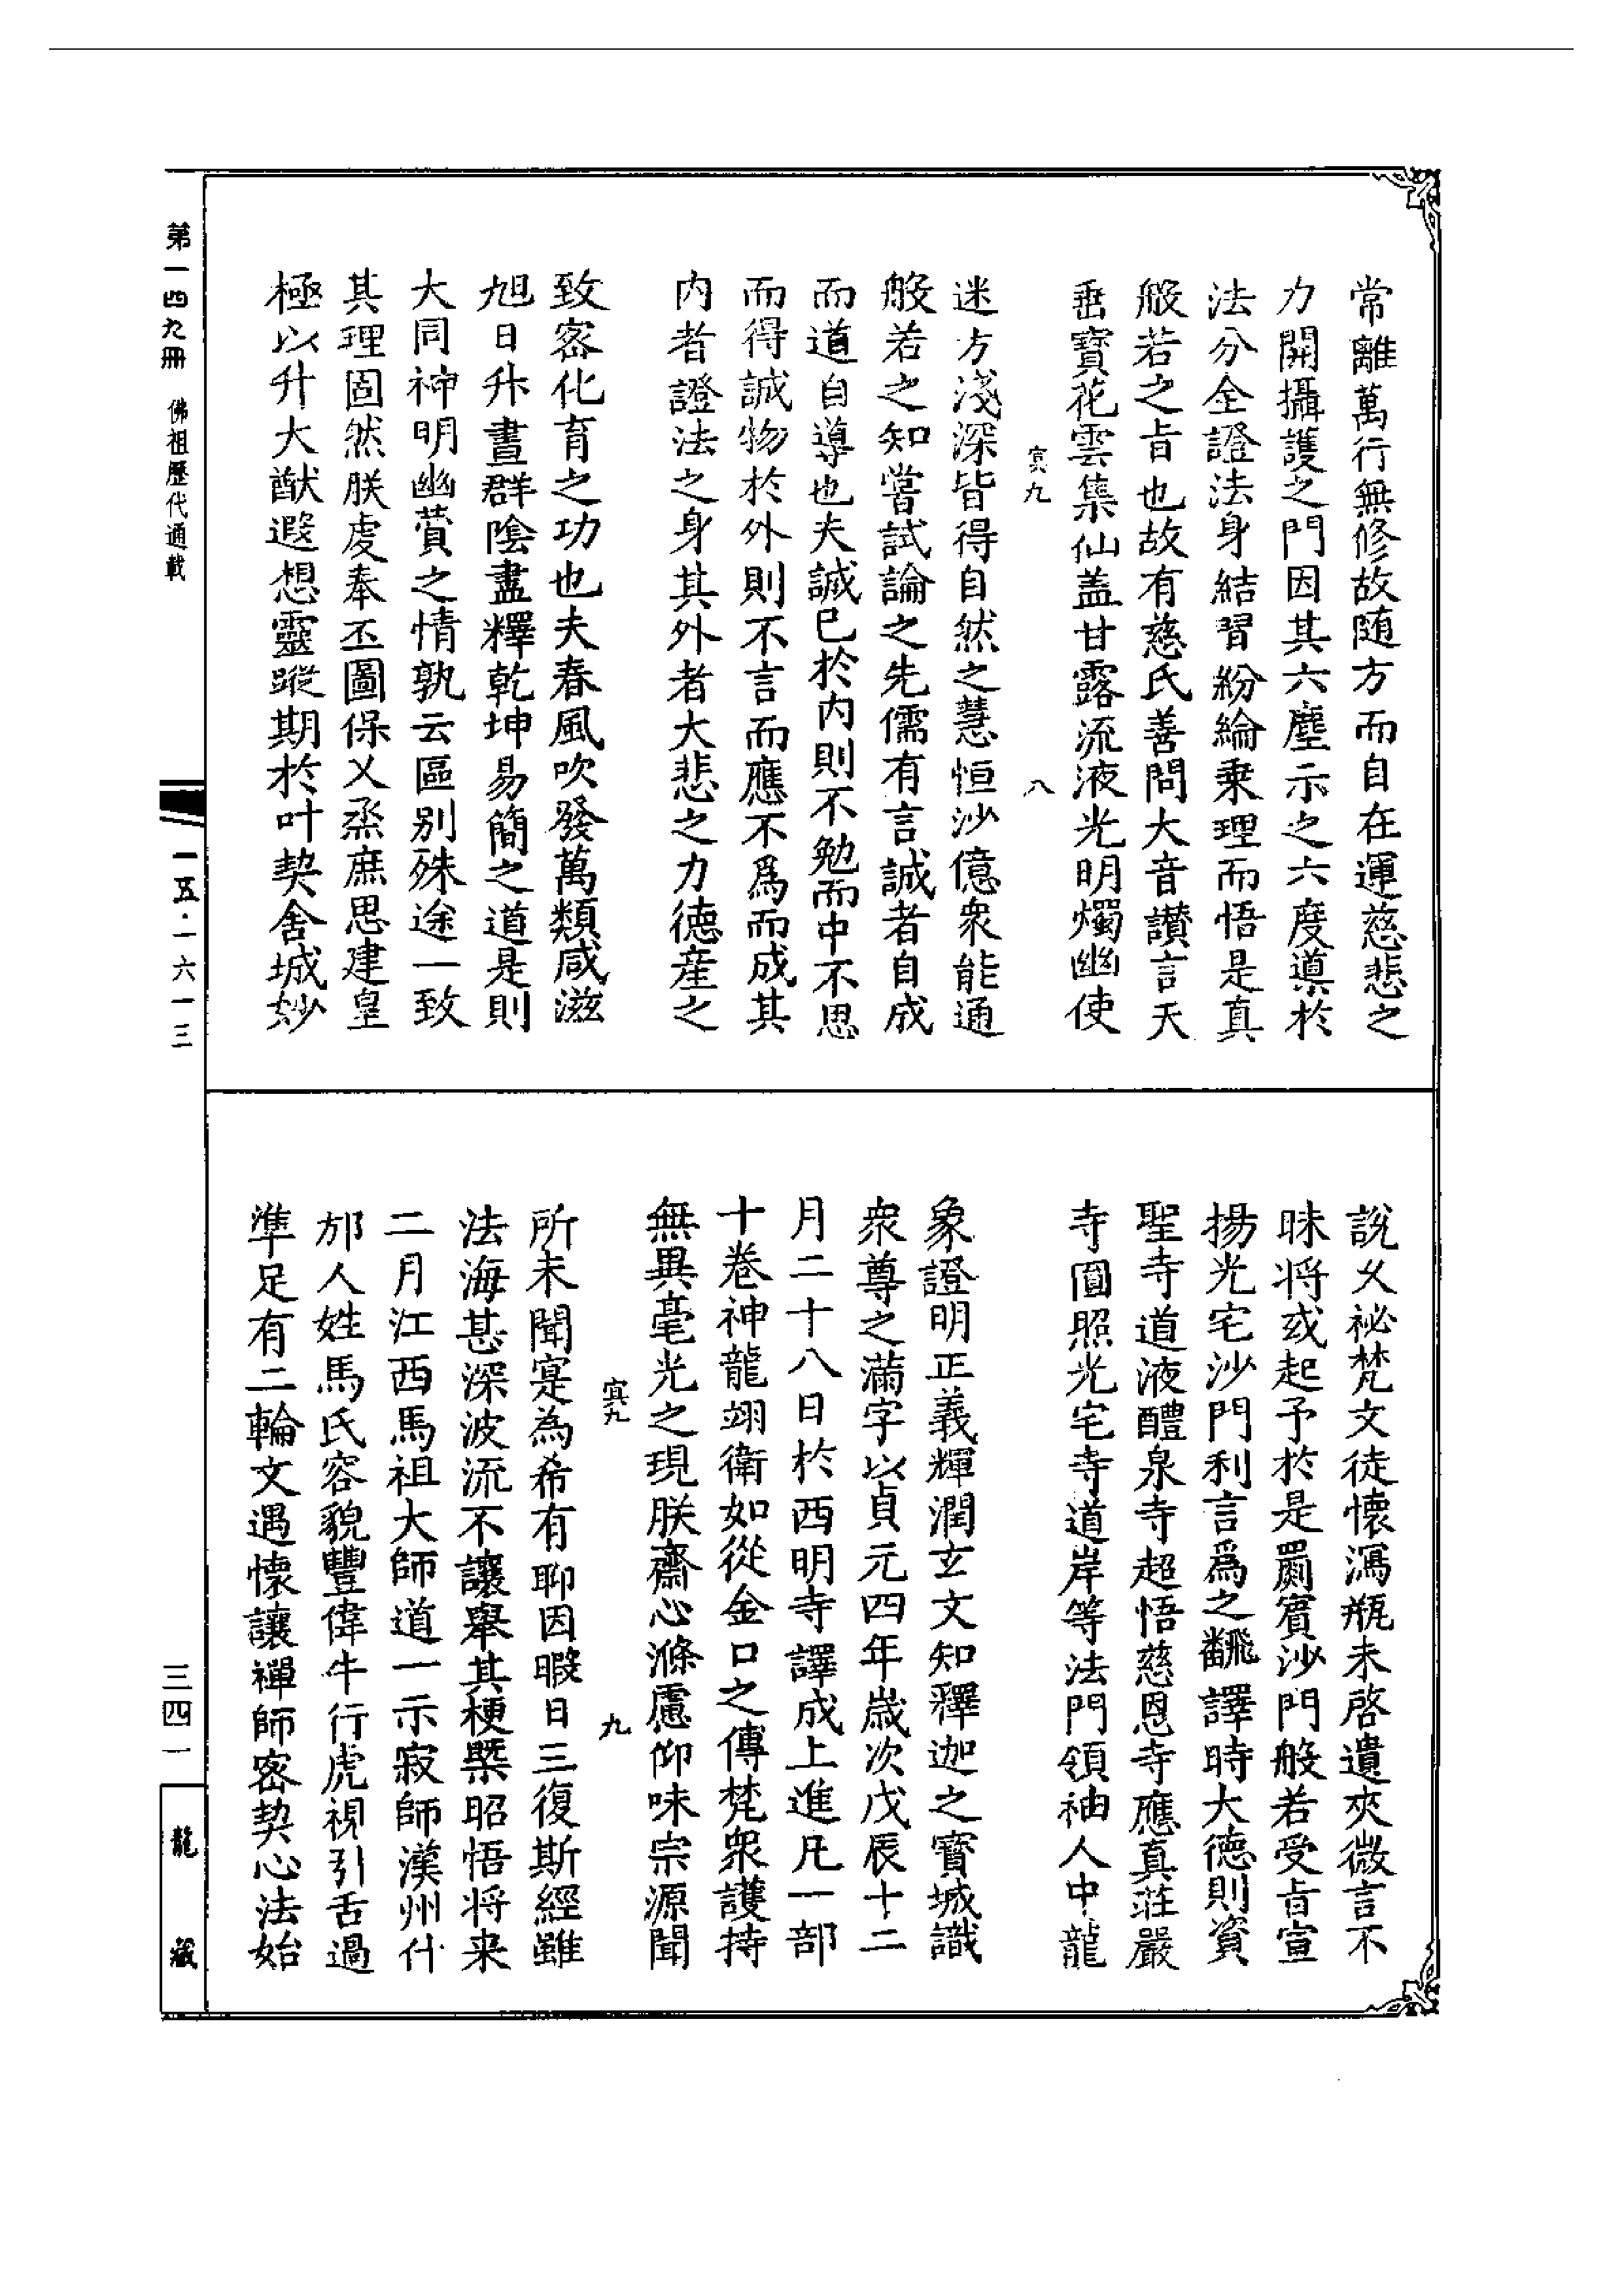 常離萬行無修故随方而自在運慈悲之
力開攝護之門因其六塵示之六度導於
法分全證法身結習紛綸乗理而悟是真
般若之旨也故有慈氏善問大音讃言天
垂寶花雲集仙盖甘露流液光明燭幽使
寘九 八
迷方淺深皆得自然之慧恒沙億衆能通
般若之知嘗試論之先儒有言誠者自成
而道自導也夫誠巳於内則不勉而中不思
而得誠物於外則不言而應不爲而成其
内者證法之身其外者大悲之力德産之
致宻化育之功也夫春風吹發萬類咸滋
旭日升晝群陰盡釋乾坤易簡之道是則
大同神明幽賛之情孰云區别殊途一致
其理固然朕虔奉丕圖保乂烝庶思建皇
極以升大猷遐想靈蹤期於叶契舍城妙
說乆祕梵文徒懷瀉瓶未啓遺夾微言不
昧将或起予於是罽賓沙門般若受旨宣
揚光宅沙門利言爲之飜譯時大德則資
聖寺道液醴泉寺超悟慈恩寺應真莊嚴
寺圓照光宅寺道岸等法門領袖人中龍
象證明正義輝潤玄文知釋迦之寳城識
衆尊之滿字以貞元四年歲次戊辰十二
月二十八日於西明寺譯成上進凡一部
十卷神龍翊衛如從金口之傳梵衆護持
無異毫光之現朕齋心滌慮仰味宗源聞
寘九 九
所未聞寔為希有聊因暇日三復斯經雖
法海甚深波流不讓舉其梗槩昭悟将来
二月江西馬祖大師道一示寂師漢州什
邡人姓馬氏容貌豐偉牛行虎視引舌過
準足有二輪文遇懷讓禪師宻契心法始
第一四九冊 佛祖歷代通載
一五·一六一三
三四一
龍藏